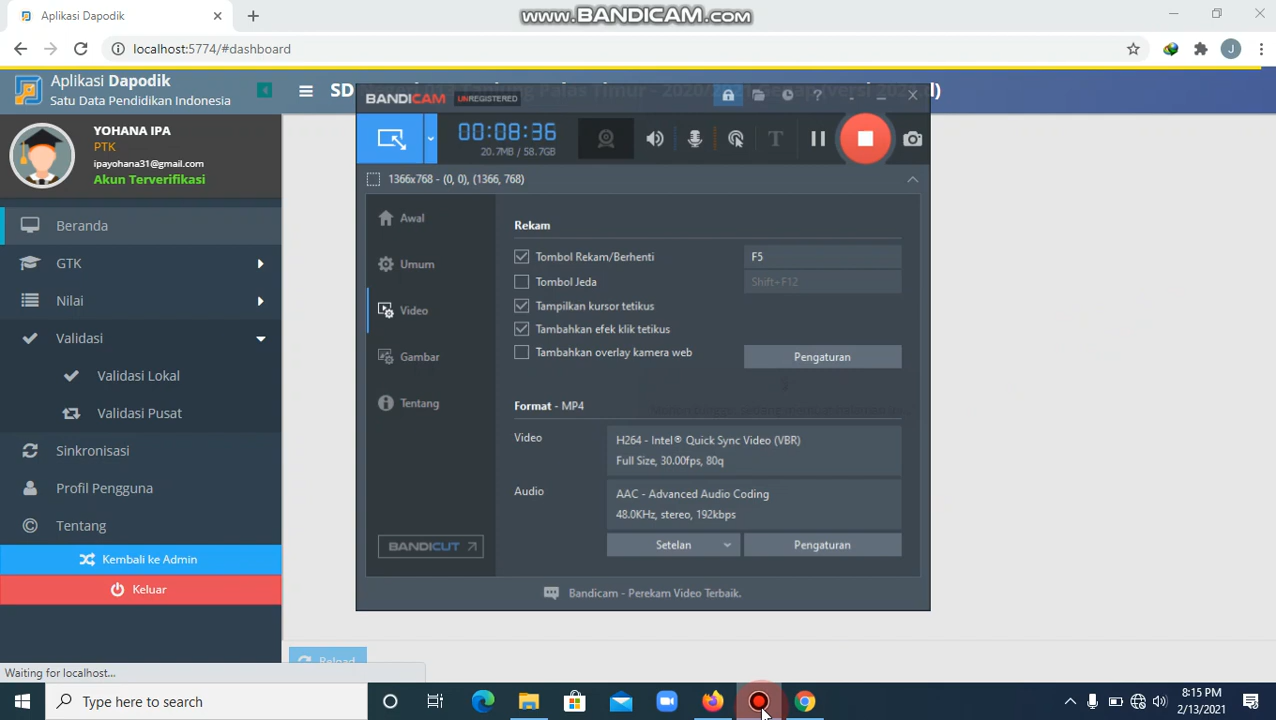 Aplikasi Dapodik
www.BANDICAM.com
localhost:5774/#dashboard
J
Aplikasi Dapodik
Satu Data Pendidikan Indonesia
SD
Palas Timur - 2020/2
YOHANA IPA
PTK
ipayohana31@gmail.com
Akun Terverifikasi
Beranda
GTK
Nilai
Validasi
Validasi Lokal
Validasi Pusat
Sinkronisasi
Profil Pengguna
Tentang
Kembali ke Admin
Keluar
BANDICAM UNREGISTERED
00:08:36
20.7MB / 58.7GB
1366x768 - (0, 0), (1366, 768)
Awal
Umum
Video
Gambar
Tentang
BANDICUT
Rekam
Tombol Rekam/Berhenti F5
Tombol Jeda Shift+F12
Tampilkan kursor tetikus
Tambahkan efek klik tetikus
Tambahkan overlay kamera web Pengaturan
Format - MP4
Video H264 - Intel® Quick Sync Video (VBR)
Full Size, 30.00fps, 80q
Audio AAC - Advanced Audio Coding
48.0KHz, stereo, 192kbps
Setelan Pengaturan
Bandicam - Perekam Video Terbaik.
Reload
Waiting for localhost...
Type here to search
8:15 PM
2/13/2021